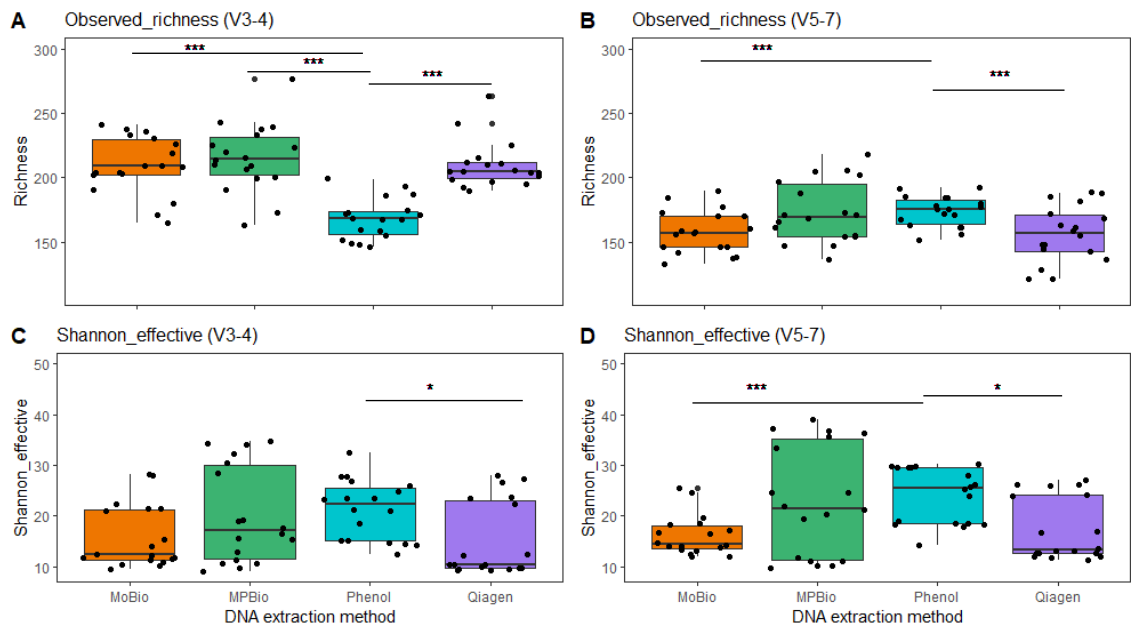 A Observed_richness (V3-4)
B Observed_richness (V5-7)
300
***
***
***
250
200
150
Richness
300
***
***
250
200
150
Richness
C Shannon_effective (V3-4)
D Shannon_effective (V5-7)
50
*
40
30
20
10
Shannon_effective
MoBio MPBio Phenol Qiagen
DNA extraction method
50
***
*
40
30
20
10
Shannon_effective
MoBio MPBio Phenol Qiagen
DNA extraction method